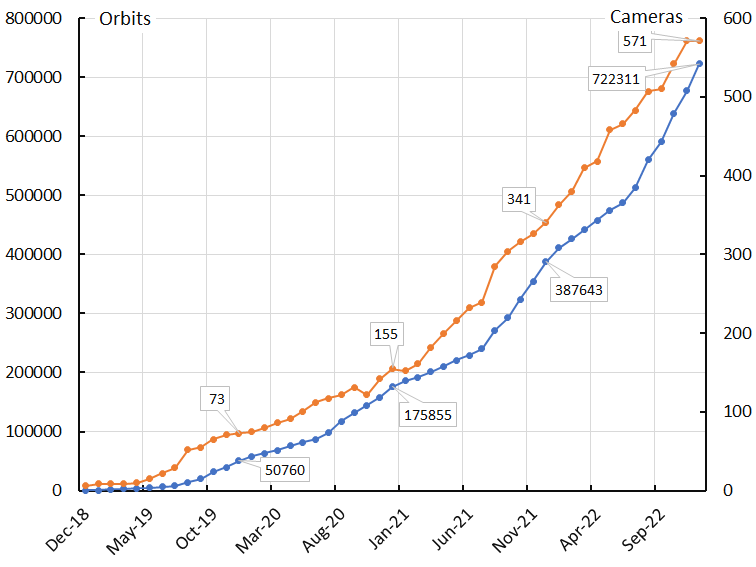 Orbits
Cameras
800000
700000
600000
500000
400000
300000
200000
100000
0
600
500
400
300
200
100
0
571
722311
341
387643
155
175855
73
50760
Dec-18
May-19
Oct-19
Mar-20
Aug-20
Jan-21
Jun-21
Nov-21
Apr-22
Sep-22